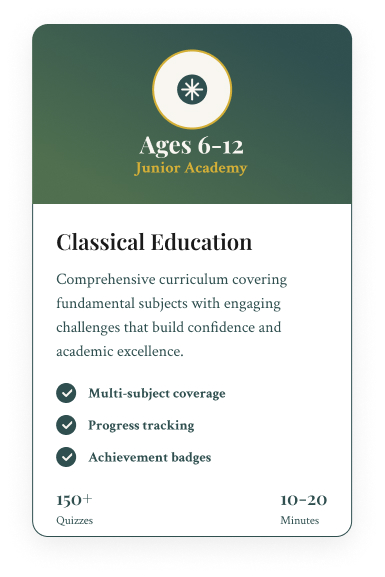 Ages 6-12
Junior Academy
Classical Education
Comprehensive curriculum covering
fundamental subjects with engaging
challenges that build confidence and
academic excellence.
Multi-subject coverage
Progress tracking
Achievement badges
150+
10-20
Quizzes
Minutes